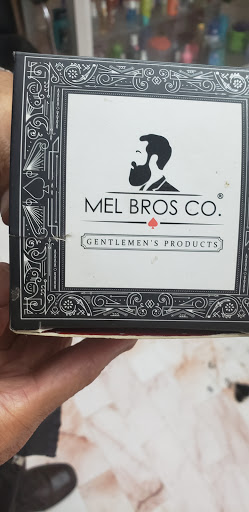 MEL BROS CO.®
GENTLEMEN'S PRODUCTS